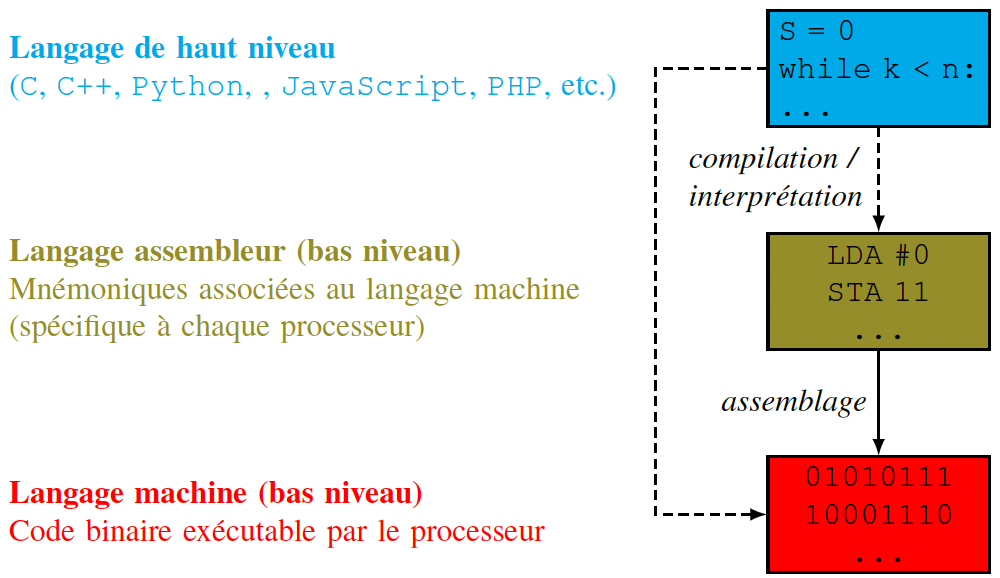 Langage de haut niveau
(C, C++, Python, , JavaScript, PHP, etc.)
S = 0
while k < n:
...
compilation /
interprétation
Langage assembleur (bas niveau)
Mnémoniques associées au langage machine
(spécifique à chaque processeur)
LDA #0
STA 11
...
assemblage
Langage machine (bas niveau)
Code binaire exécutable par le processeur
01010111
10001110
...